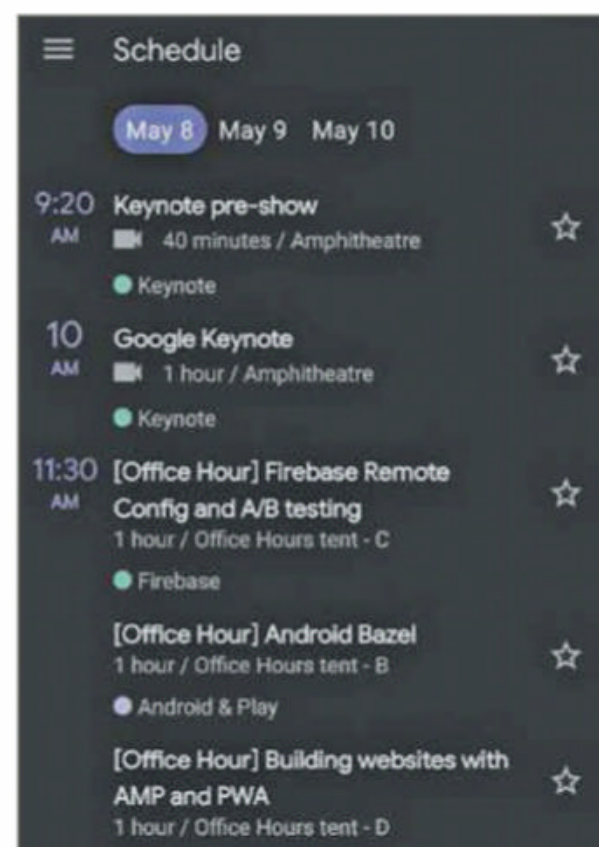 Schedule
May 8 May 9 May 10
9:20 AM
Keynote pre-show
40 minutes / Amphitheatre
Keynote
10 AM
Google Keynote
1 hour / Amphitheatre
Keynote
11:30 AM
[Office Hour] Firebase Remote
Config and A/B testing
1 hour / Office Hours tent - C
Firebase
[Office Hour] Android Bazel
1 hour / Office Hours tent - B
Android & Play
[Office Hour] Building websites with
AMP and PWA
1 hour / Office Hours tent - D